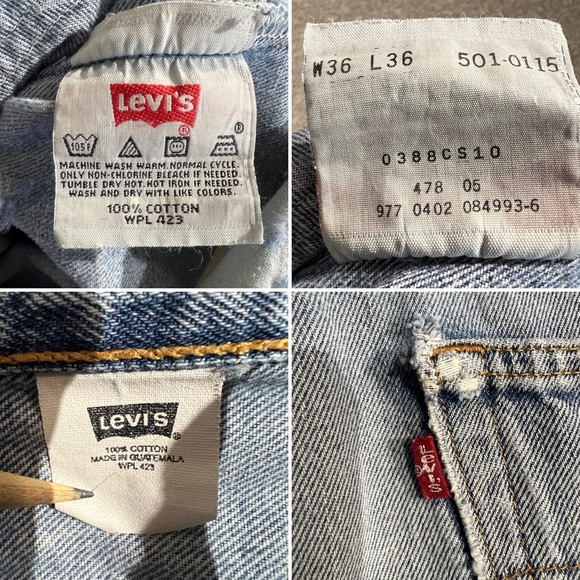 LEVI'S
®
105F
MACHINE WASH WARM.NORMAL CYCLE.
ONLY NON-CHLORINE BLEACH IF NEEDED.
TUMBLE DRY HOT.HOT IRON IF NEEDED.
WASH AND DRY WITH LIKE COLORS.
100% COTTON
WPL 423
W36 L36 501-0115
0388CS10
478 05
977 0402 084993-6
LEVI'S®
100% COTTON
MADE IN GUATEMALA
WPL 423
LEVI'S